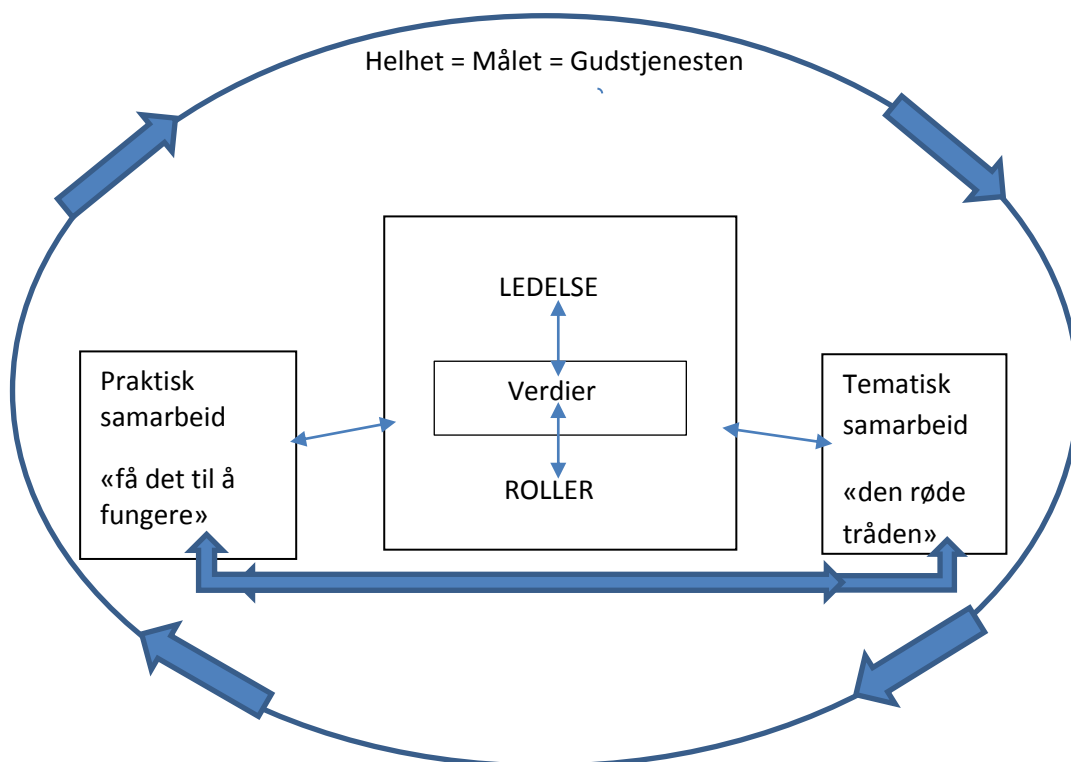 Helhet = Målet = Gudstjenesten
LEDELSE
Verdier
ROLLER
Praktisk
samarbeid
«få det til å
fungere»
Tematisk
samarbeid
«den røde
tråden»